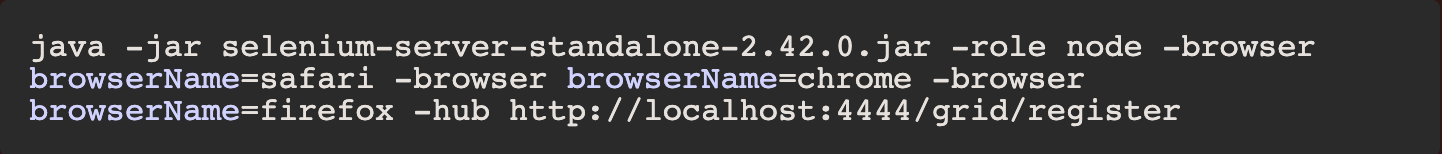 java -jar selenium-server-standalone-2.42.0.jar -role node -browser
browserName=safari -browser browserName=chrome -browser
browserName=firefox -hub http://localhost:4444/grid/register